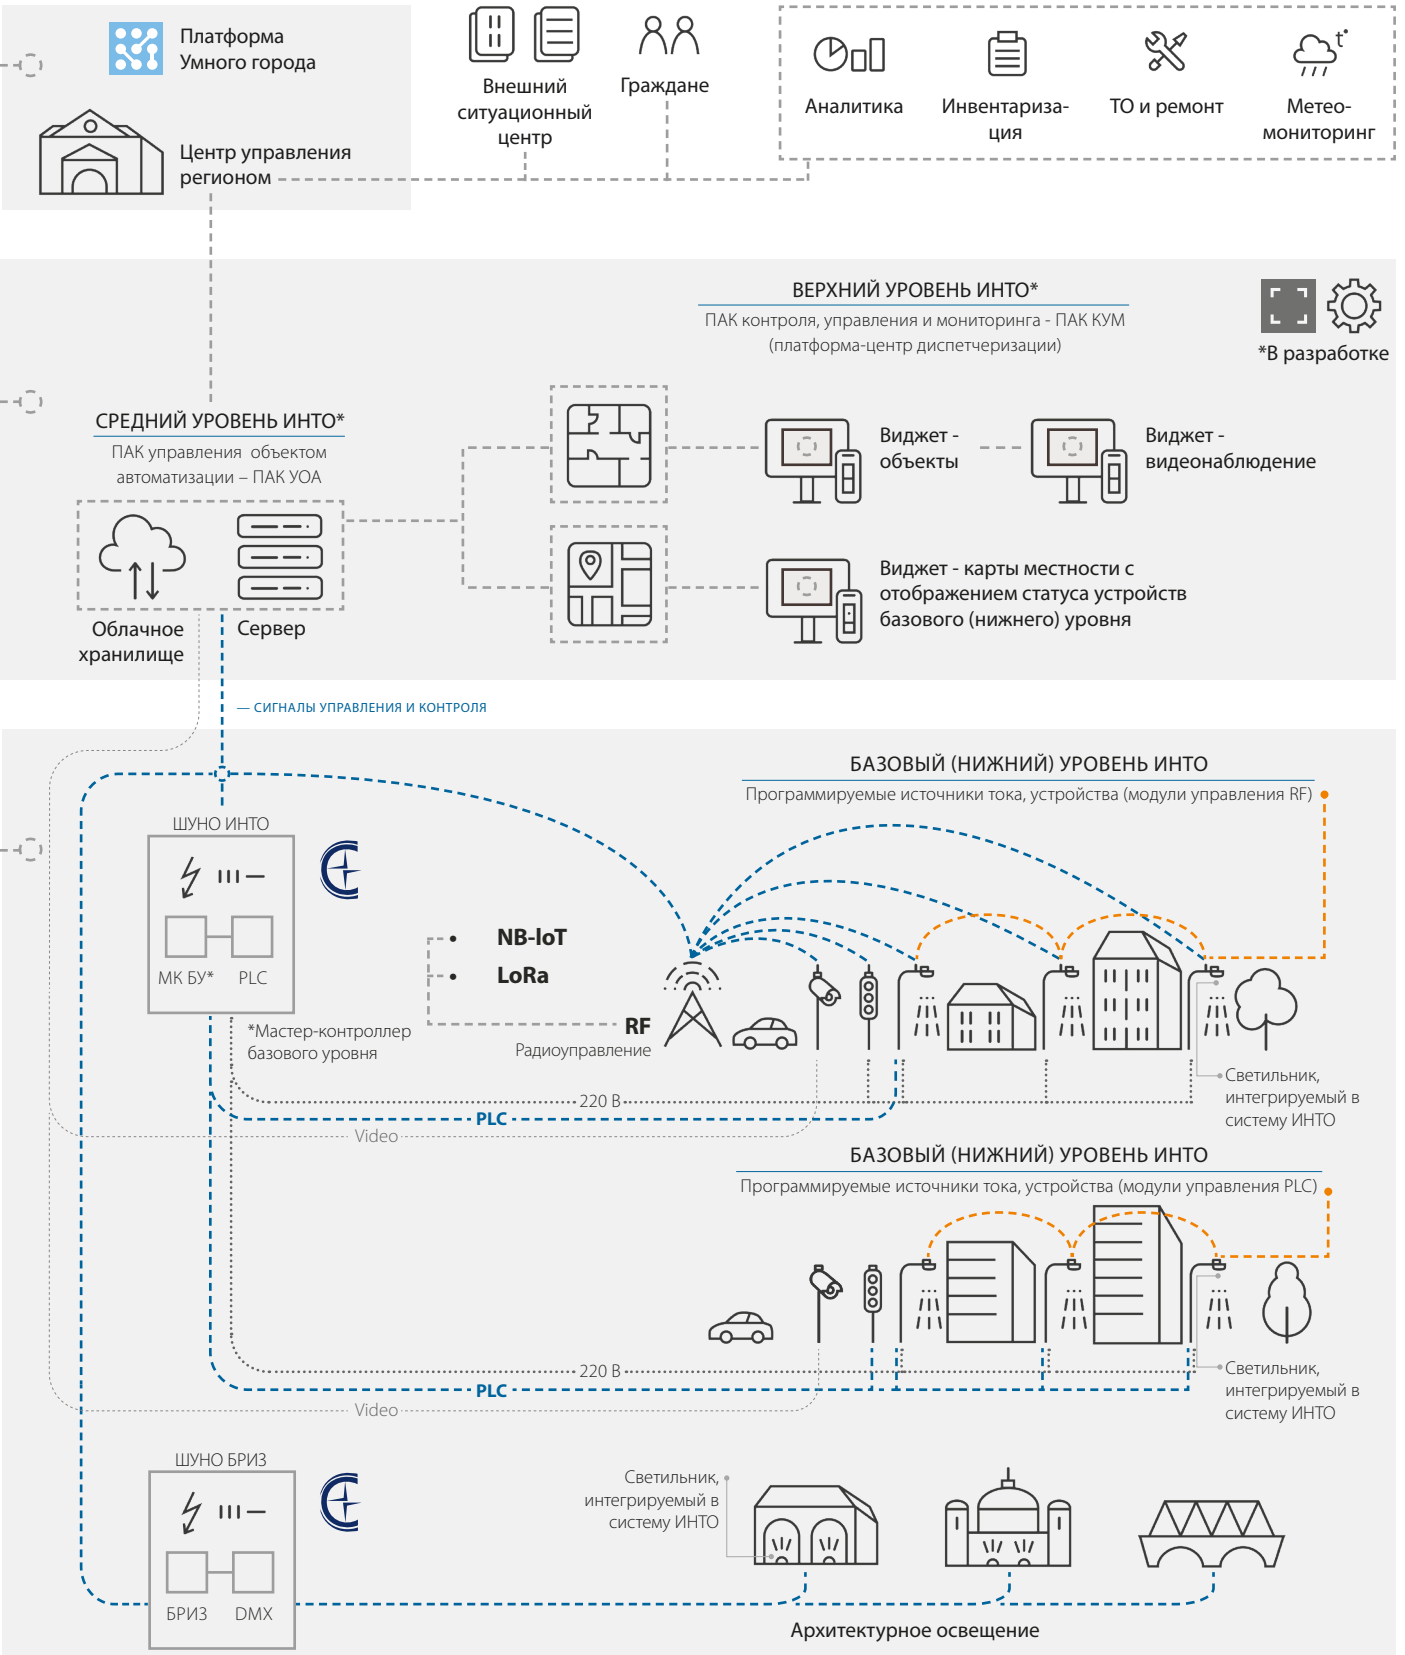 Платформа
Умного города
Центр управления
регионом
Внешний
ситуационный
центр
Граждане
Аналитика
Инвентариза-
ция
ТО и ремонт
t°
Метео-
мониторинг
ВЕРХНИЙ УРОВЕНЬ ИНТО*
ПАК контроля, управления и мониторинга - ПАК КУМ
(платформа-центр диспетчеризации)
*В разработке
СРЕДНИЙ УРОВЕНЬ ИНТО*
ПАК управления объектом
автоматизации – ПАК УОА
Облачное
хранилище
Сервер
Виджет -
объекты
Виджет -
видеонаблюдение
Виджет - карты местности с
отображением статуса устройств
базового (нижнего) уровня
— СИГНАЛЫ УПРАВЛЕНИЯ И КОНТРОЛЯ
БАЗОВЫЙ (НИЖНИЙ) УРОВЕНЬ ИНТО
Программируемые источники тока, устройства (модули управления RF)
ШУНО ИНТО
МК БУ*
PLC
*Мастер-контроллер
базового уровня
• NB-IoT
• LoRa
RF
Радиоуправление
220 В
PLC
Video
Светильник,
интегрируемый в
систему ИНТО
БАЗОВЫЙ (НИЖНИЙ) УРОВЕНЬ ИНТО
Программируемые источники тока, устройства (модули управления PLC)
220 В
PLC
Video
Светильник,
интегрируемый в
систему ИНТО
ШУНО БРИЗ
БРИЗ
DMX
Светильник,
интегрируемый в
систему ИНТО
Архитектурное освещение